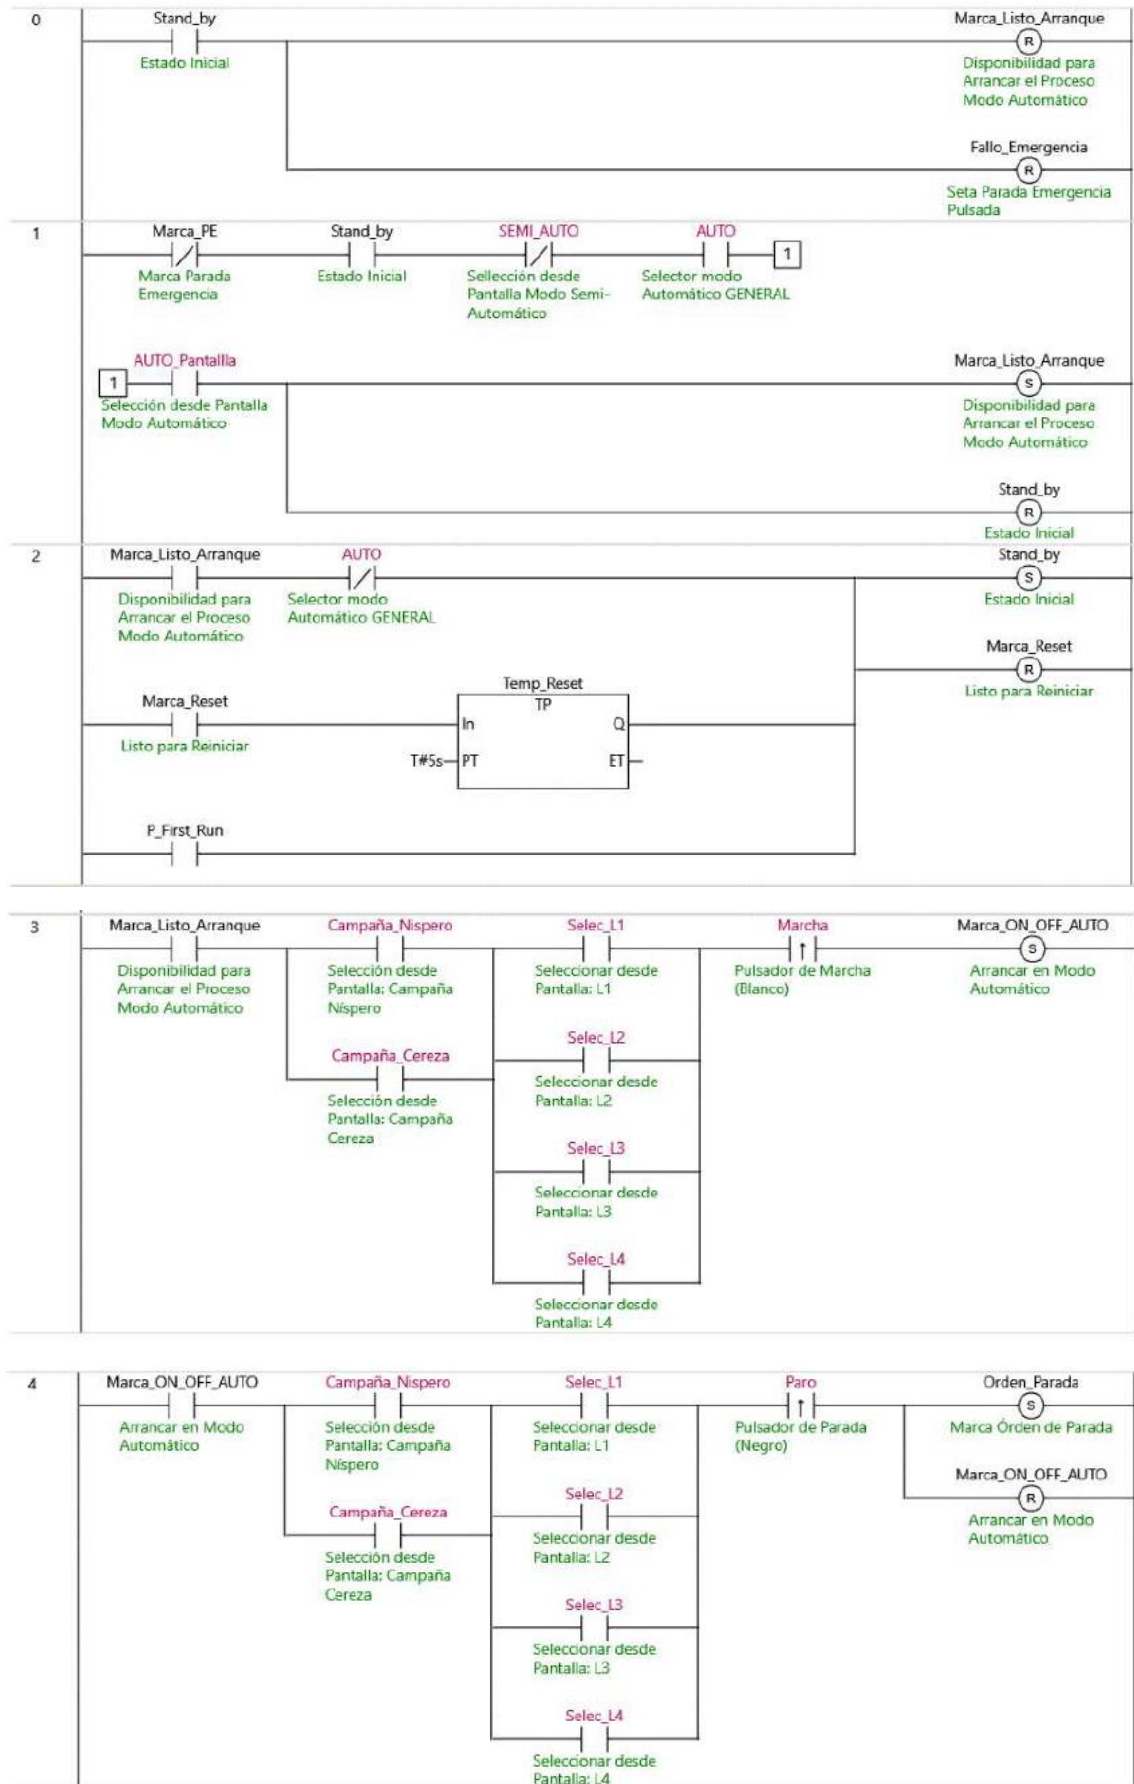 0
Stand_by
Estado Inicial
Marca_Listo_Arranque
R
Disponibilidad para
Arrancar el Proceso
Modo Automático
Fallo_Emergencia
R
Seta Parada Emergencia
Pulsada
1
Marca_PE
Marca Parada
Emergencia
Stand_by
Estado Inicial
SEMI_AUTO
Sellección desde
Pantalla Modo Semi-
Automático
AUTO
Selector modo
Automático GENERAL
1
1
AUTO_Pantallla
Selección desde Pantalla
Modo Automático
Marca_Listo_Arranque
S
Disponibilidad para
Arrancar el Proceso
Modo Automático
Stand_by
R
Estado Inicial
2
Marca_Listo_Arranque
Disponibilidad para
Arrancar el Proceso
Modo Automático
AUTO
Selector modo
Automático GENERAL
Stand_by
S
Estado Inicial
Marca_Reset
R
Listo para Reiniciar
Marca_Reset
Listo para Reiniciar
Temp_Reset
TP
In
Q
T#5s
PT
ET
P_First_Run
3
Marca_Listo_Arranque
Disponibilidad para
Arrancar el Proceso
Modo Automático
Campaña_Nispero
Selección desde
Pantalla: Campaña
Níspero
Campaña_Cereza
Selección desde
Pantalla: Campaña
Cereza
Selec_L1
Seleccionar desde
Pantalla: L1
Selec_L2
Seleccionar desde
Pantalla: L2
Selec_L3
Seleccionar desde
Pantalla: L3
Selec_L4
Seleccionar desde
Pantalla: L4
Marcha
Pulsador de Marcha
(Blanco)
Marca_ON_OFF_AUTO
S
Arrancar en Modo
Automático
4
Marca_ON_OFF_AUTO
Arrancar en Modo
Automático
Campaña_Nispero
Selección desde
Pantalla: Campaña
Níspero
Campaña_Cereza
Selección desde
Pantalla: Campaña
Cereza
Selec_L1
Seleccionar desde
Pantalla: L1
Selec_L2
Seleccionar desde
Pantalla: L2
Selec_L3
Seleccionar desde
Pantalla: L3
Selec_L4
Seleccionar desde
Pantalla: L4
Paro
Pulsador de Parada
(Negro)
Orden_Parada
S
Marca Órden de Parada
Marca_ON_OFF_AUTO
R
Arrancar en Modo
Automático